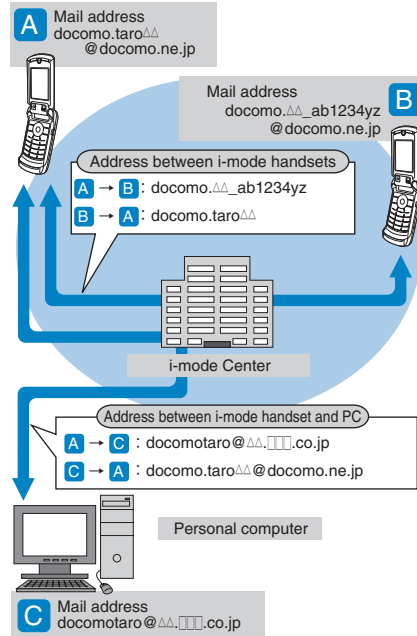 A Mail address
docomo.taro△△
@docomo.ne.jp
Mail address B
docomo.△△_ab1234yz
@docomo.ne.jp
Address between i-mode handsets
A → B : docomo.△△_ab1234yz
B → A : docomo.taro△△
i-mode Center
Address between i-mode handset and PC
A → C : docomotaro@△△.□□□.co.jp
C → A : docomo.taro△△@docomo.ne.jp
Personal computer
C Mail address
docomotaro@△△.□□□.co.jp